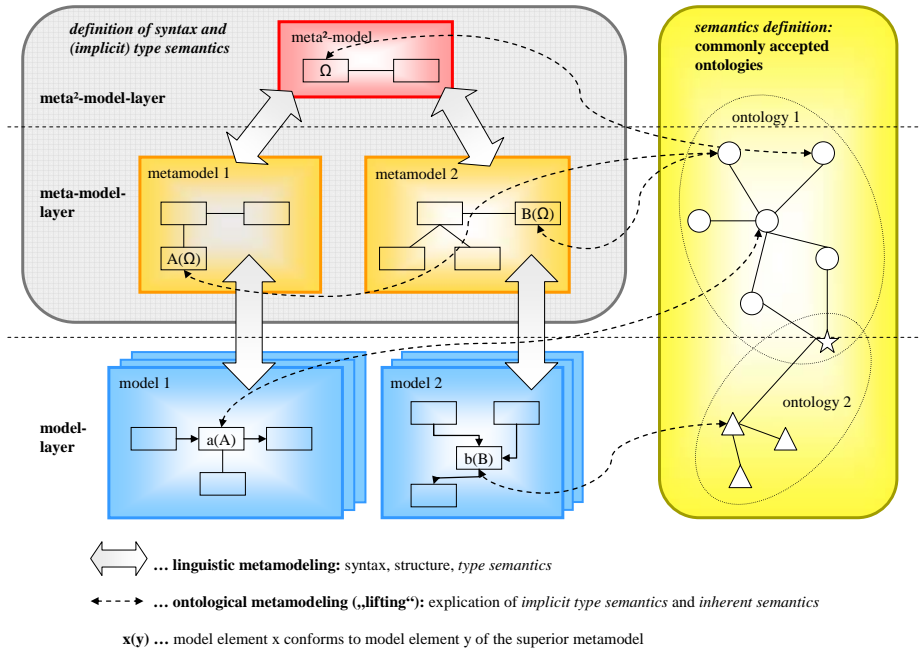 definition of syntax and
(implicit) type semantics
meta²-model
Ω
meta²-model-layer
semantics definition:
commonly accepted
ontologies
ontology 1
meta-model-
layer
metamodel 1
A(Ω)
metamodel 2
B(Ω)
model-
layer
model 1
a(A)
model 2
b(B)
ontology 2
... linguistic metamodeling: syntax, structure, type semantics
... ontological metamodeling („lifting“): explication of implicit type semantics and inherent semantics
x(y) ... model element x conforms to model element y of the superior metamodel